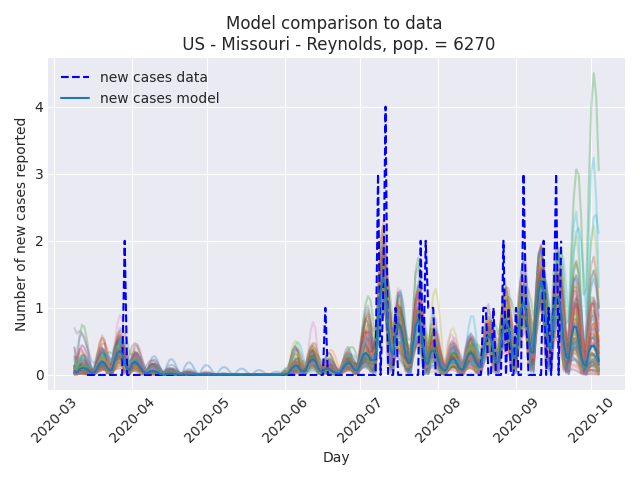 Model comparison to data
US - Missouri - Reynolds, pop. = 6270
new cases data
new cases model
Number of new cases reported
4
3
2
1
0
2020-03
2020-04
2020-05
2020-06
2020-07
2020-08
2020-09
2020-10
Day